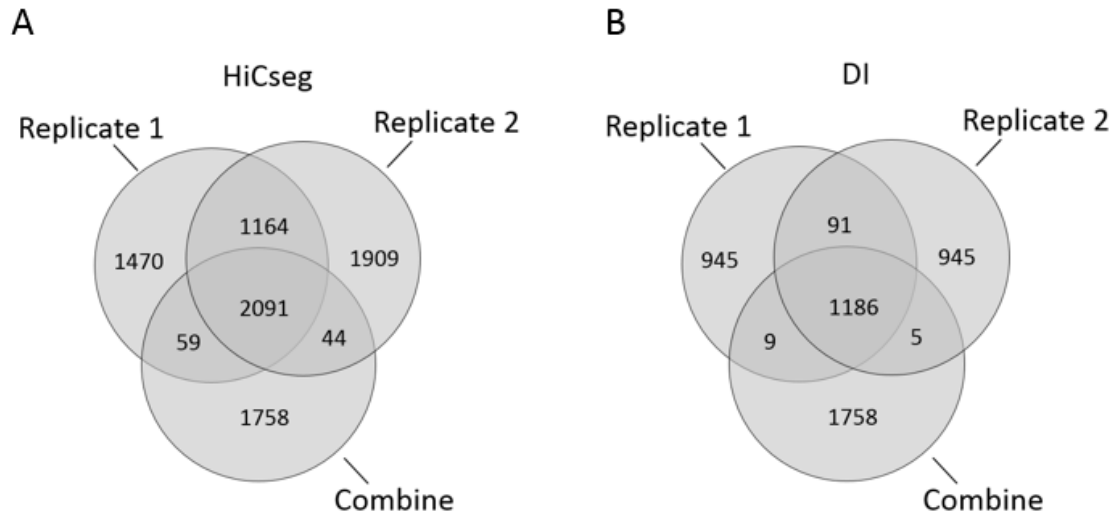 A
HiCseg
Replicate 1
Replicate 2
1164
1470
1909
2091
59
44
1758
Combine
B
DI
Replicate 1
Replicate 2
91
945
945
1186
9
5
1758
Combine